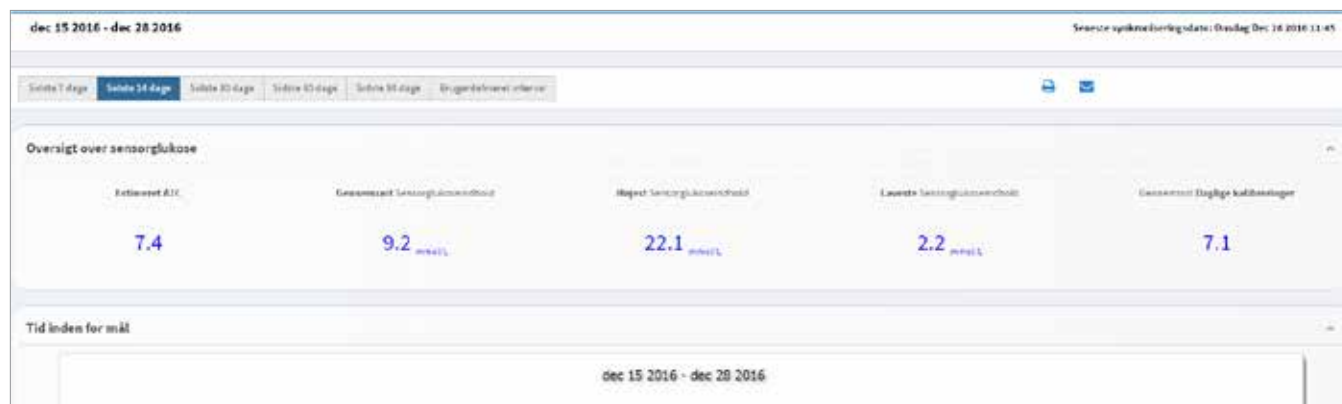 dec 15 2016 - dec 28 2016
Seneste synkroniseringsdato: Onsdag Dec 28 2016 11:45
Sidste 7 dage Sidste 14 dage Sidste 30 dage Sidste 60 dage Sidste 90 dage Brugerdefineret interval
Oversigt over sensorglukose
Estimeret A1C Gennemsnit Sensorglukoseindhold Højest Sensorglukoseindhold Laveste Sensorglukoseindhold Gennemsnit Daglige kalibreringer
7.4 9.2 mmol/L 22.1 mmol/L 2.2 mmol/L 7.1
Tid inden for mål
dec 15 2016 - dec 28 2016